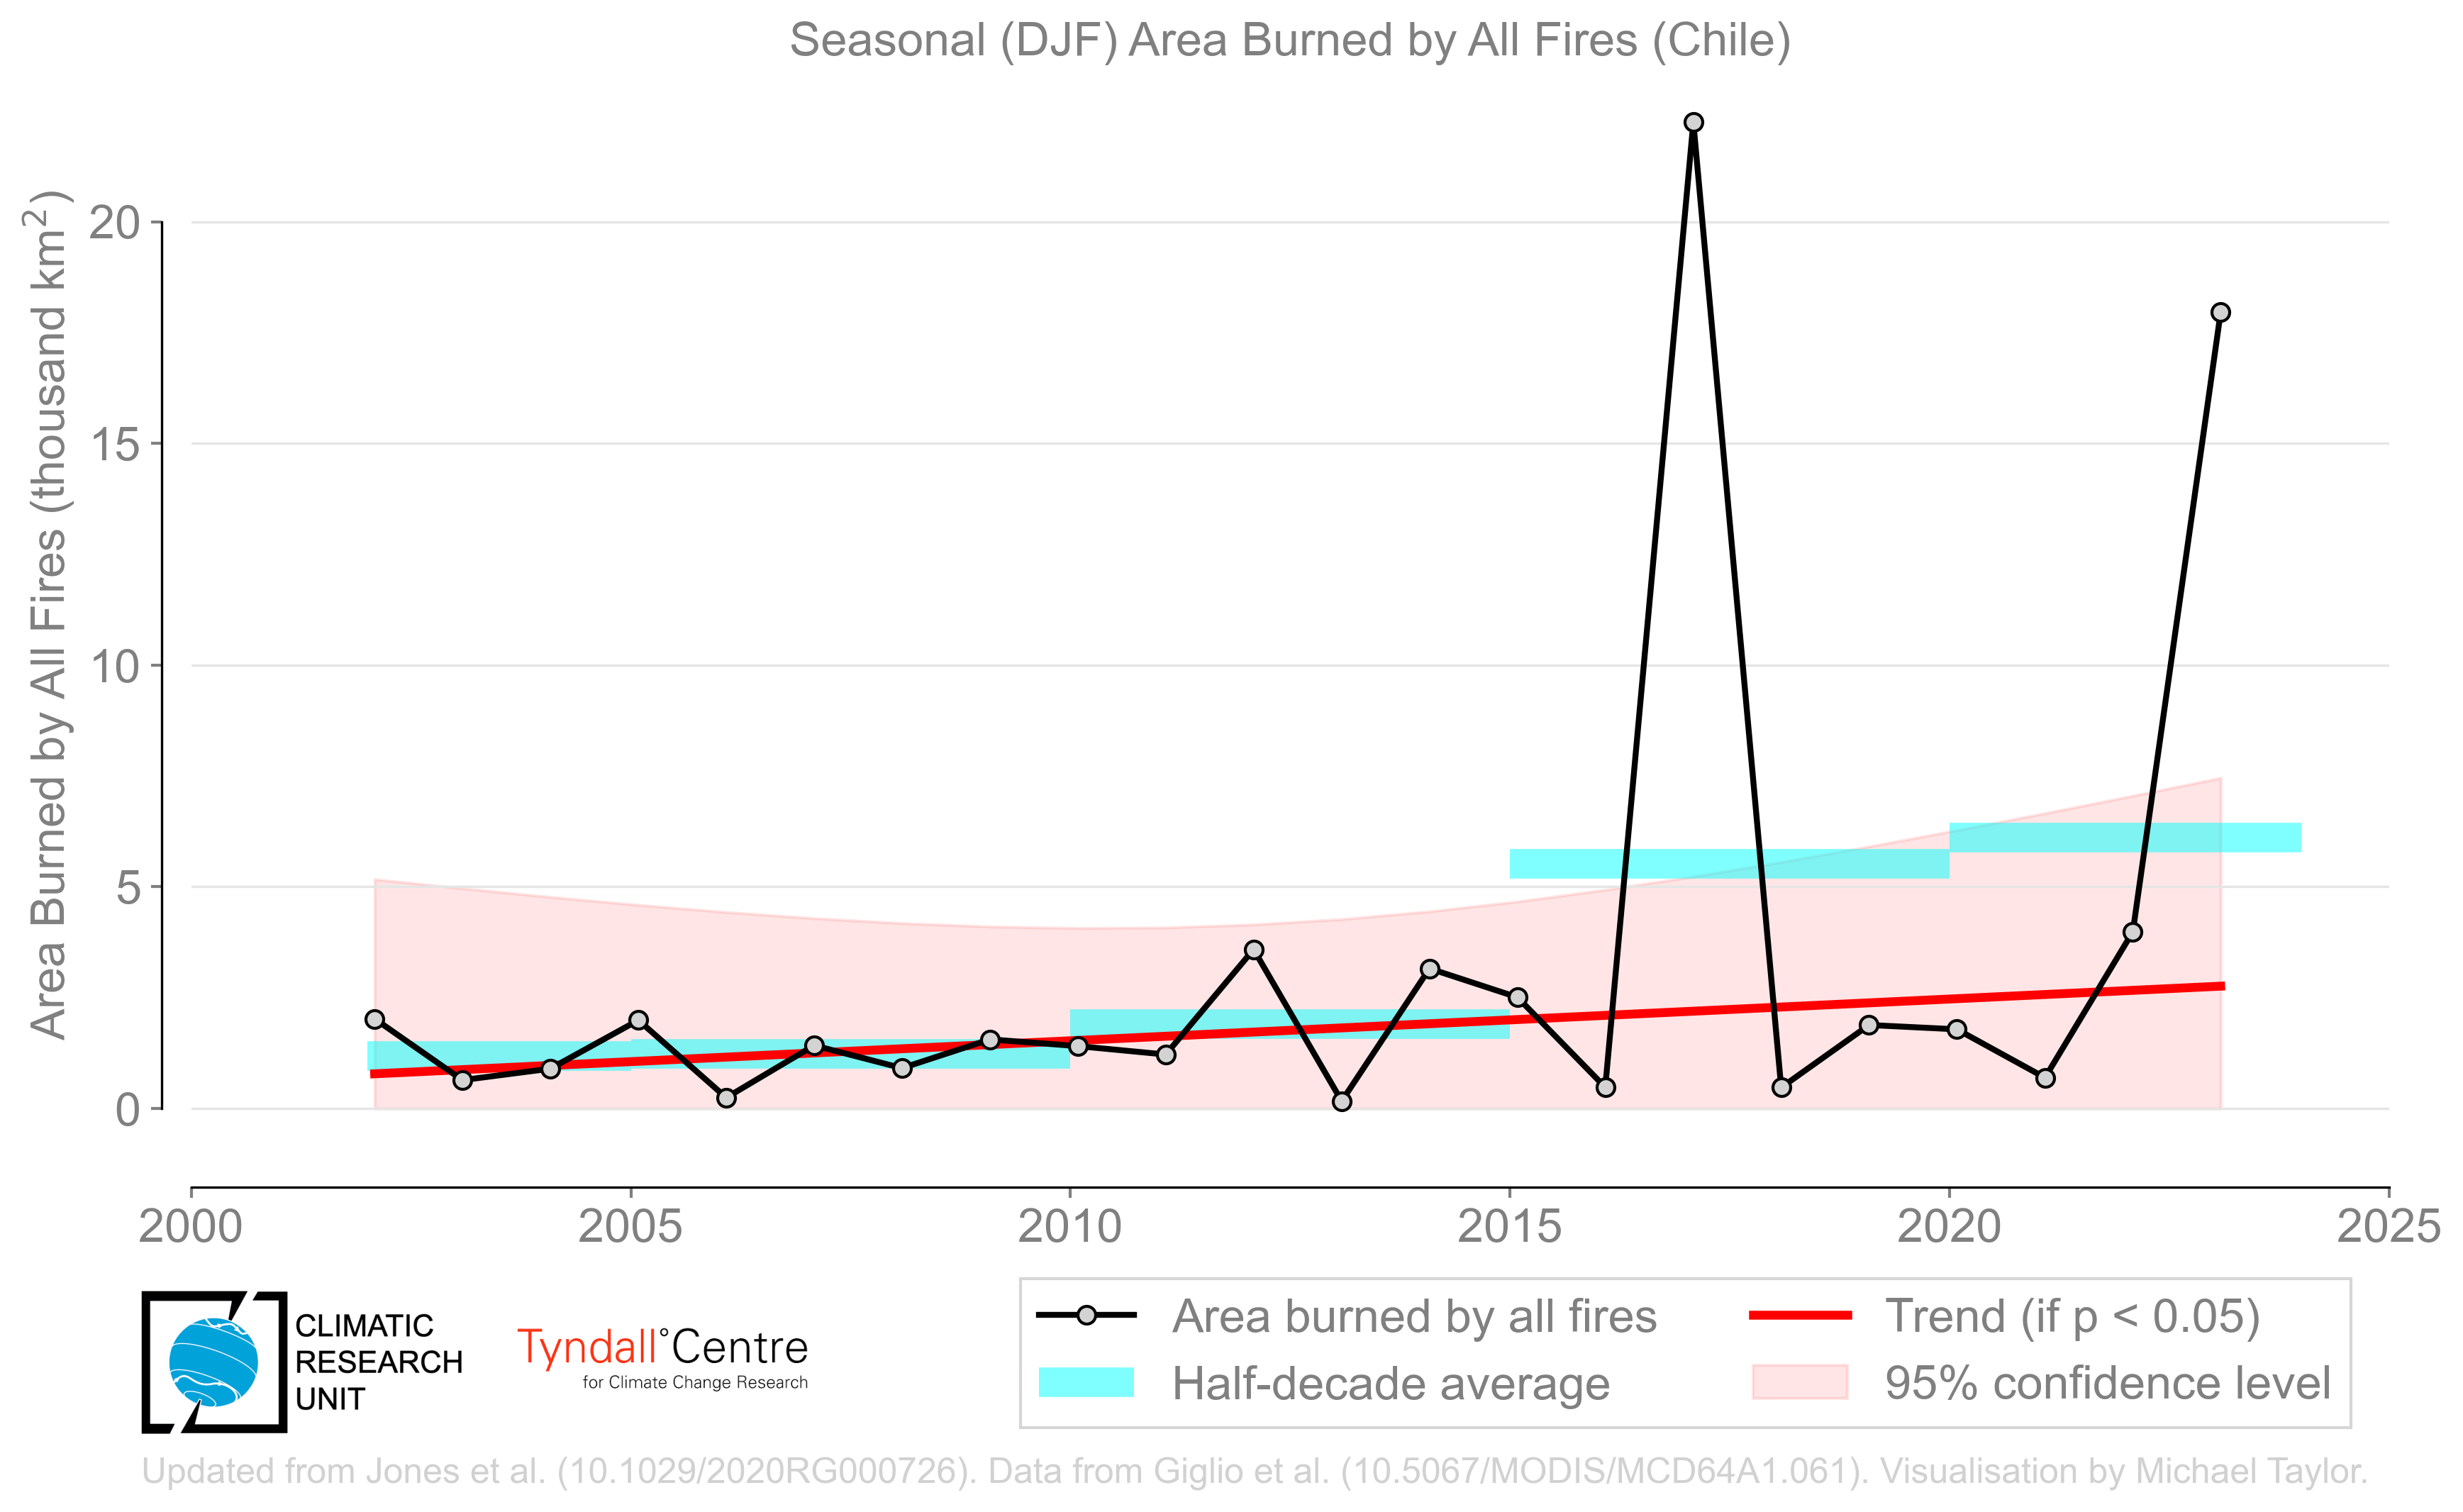 Seasonal (DJF) Area Burned by All Fires (Chile)
Area Burned by All Fires (thousand km²)
20
15
10
5
0
2000 2005 2010 2015 2020 2025
CLIMATIC
RESEARCH
UNIT
Tyndall°Centre
for Climate Change Research
Area burned by all fires
Half-decade average
Trend (if p < 0.05)
95% confidence level
Updated from Jones et al. (10.1029/2020RG000726). Data from Giglio et al. (10.5067/MODIS/MCD64A1.061). Visualisation by Michael Taylor.